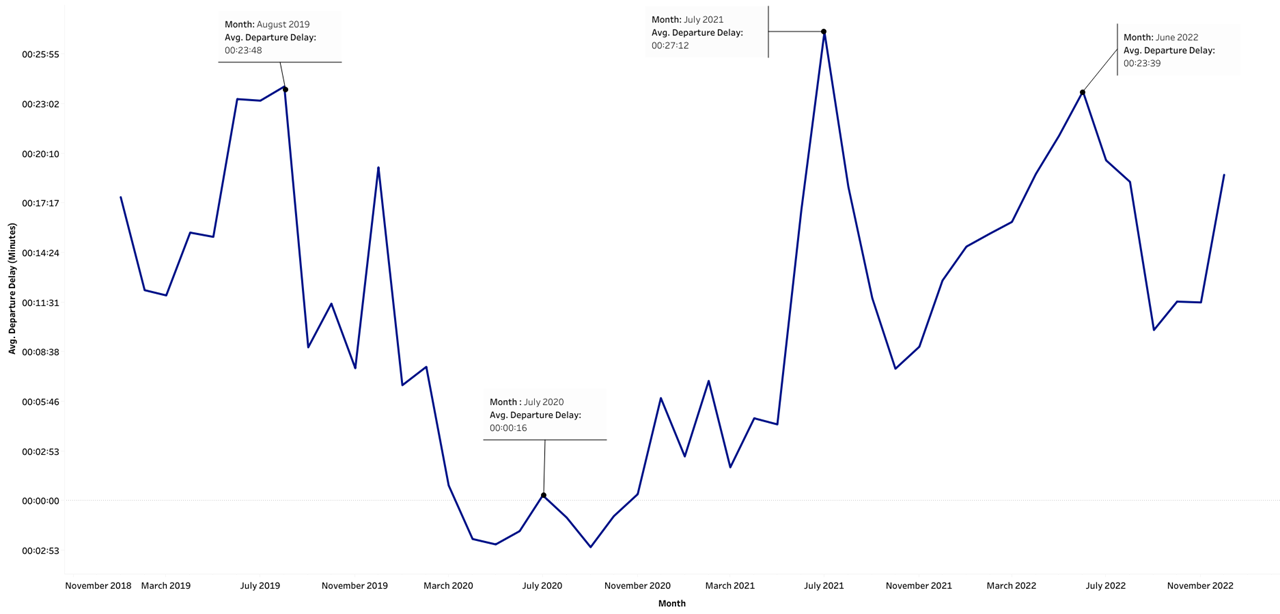 Month: August 2019
Avg. Departure Delay:
00:23:48
Month: July 2021
Avg. Departure Delay:
00:27:12
Month: June 2022
Avg. Departure Delay:
00:23:39
Month : July 2020
Avg. Departure Delay:
00:00:16
Avg. Departure Delay (Minutes)
00:25:55
00:23:02
00:20:10
00:17:17
00:14:24
00:11:31
00:08:38
00:05:46
00:02:53
00:00:00
00:02:53
November 2018 March 2019 July 2019 November 2019 March 2020 July 2020 November 2020 March 2021 July 2021 November 2021 March 2022 July 2022 November 2022
Month